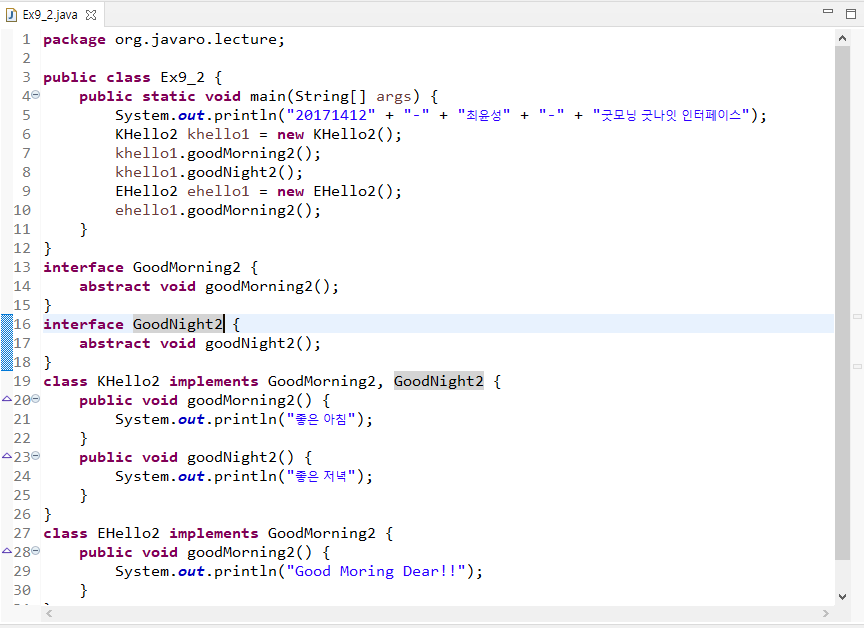 Ex9_2.java
1 package org.javaro.lecture;
2
3 public class Ex9_2 {
4 public static void main(String[] args) {
5 System.out.println("20171412" + "-" + "최윤성" + "-" + "굿모닝 굿나잇 인터페이스");
6 KHello2 khello1 = new KHello2();
7 khello1.goodMorning2();
8 khello1.goodNight2();
9 EHello2 ehello1 = new EHello2();
10 ehello1.goodMorning2();
11 }
12 }
13 interface GoodMorning2 {
14 abstract void goodMorning2();
15 }
16 interface GoodNight2 {
17 abstract void goodNight2();
18 }
19 class KHello2 implements GoodMorning2, GoodNight2 {
20 public void goodMorning2() {
21 System.out.println("좋은 아침");
22 }
23 public void goodNight2() {
24 System.out.println("좋은 저녁");
25 }
26 }
27 class EHello2 implements GoodMorning2 {
28 public void goodMorning2() {
29 System.out.println("Good Moring Dear!!");
30 }